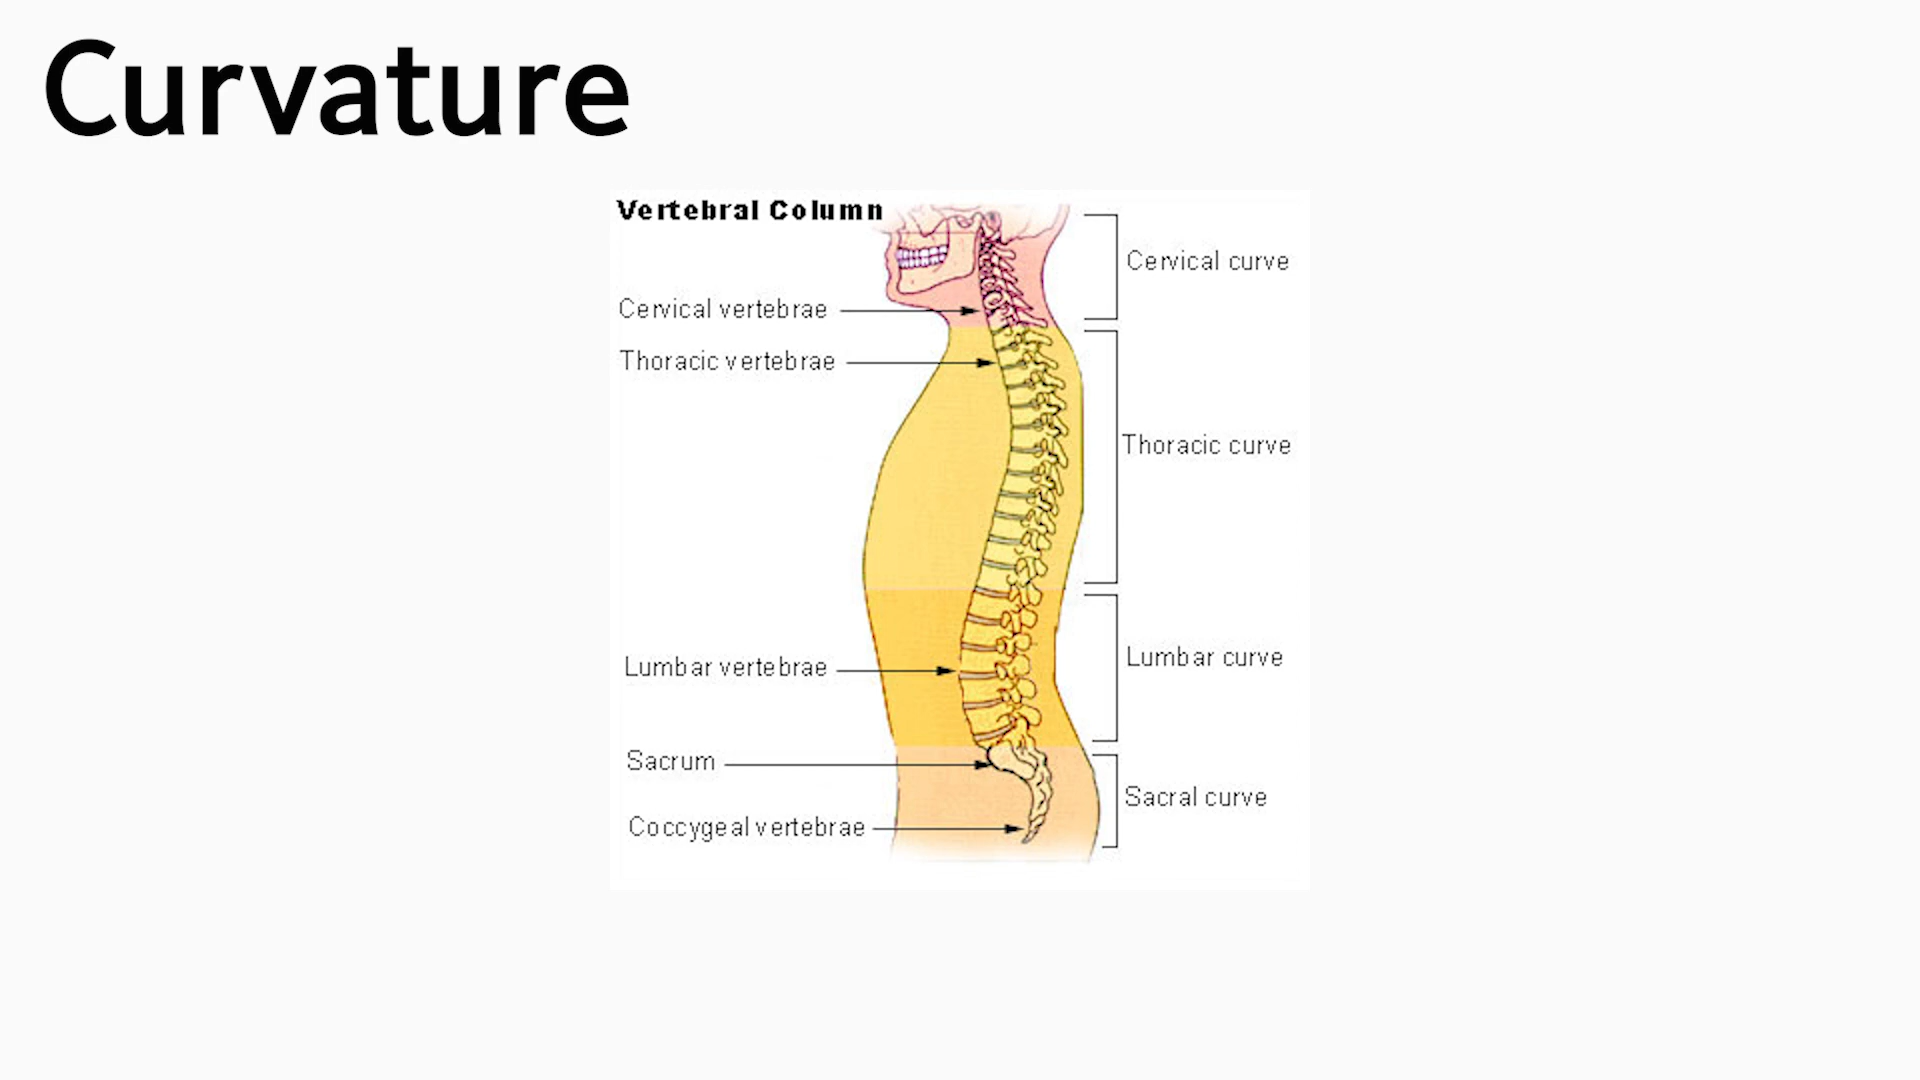 Curvature
Vertebral Column
Cervical curve
Cervical vertebrae
Thoracic vertebrae
Thoracic curve
Lumbar vertebrae
Lumbar curve
Sacrum
Sacral curve
Coccygeal vertebrae